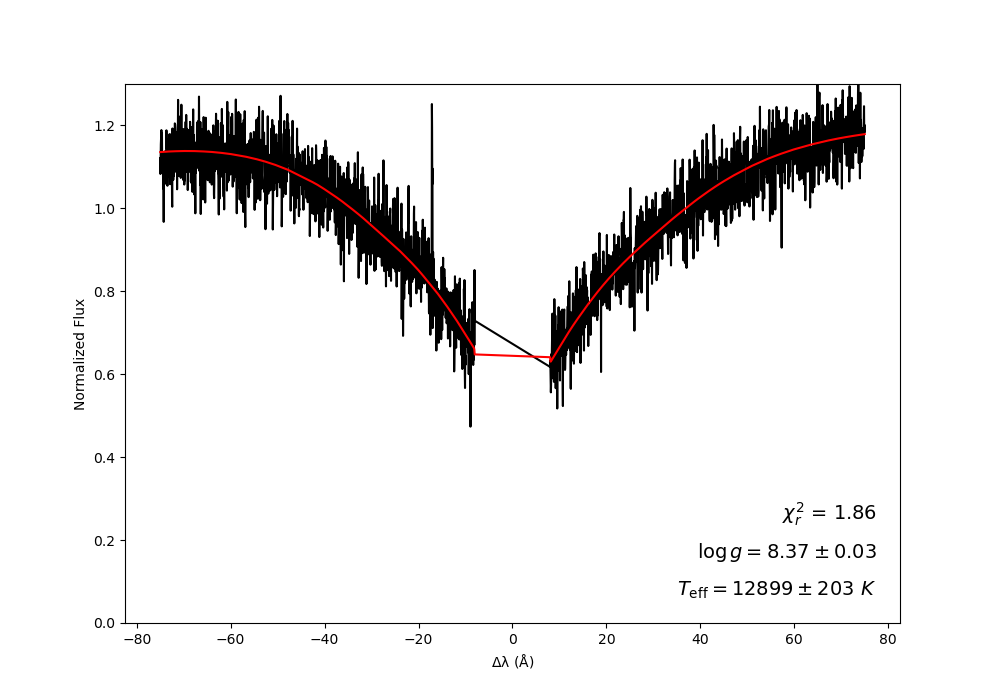 Normalized Flux
1.2
1.0
0.8
0.6
0.4
0.2
0.0
χ²ᵣ = 1.86
log g = 8.37 ± 0.03
T_eff = 12899 ± 203 K
−80 −60 −40 −20 0 20 40 60 80
Δλ (Å)